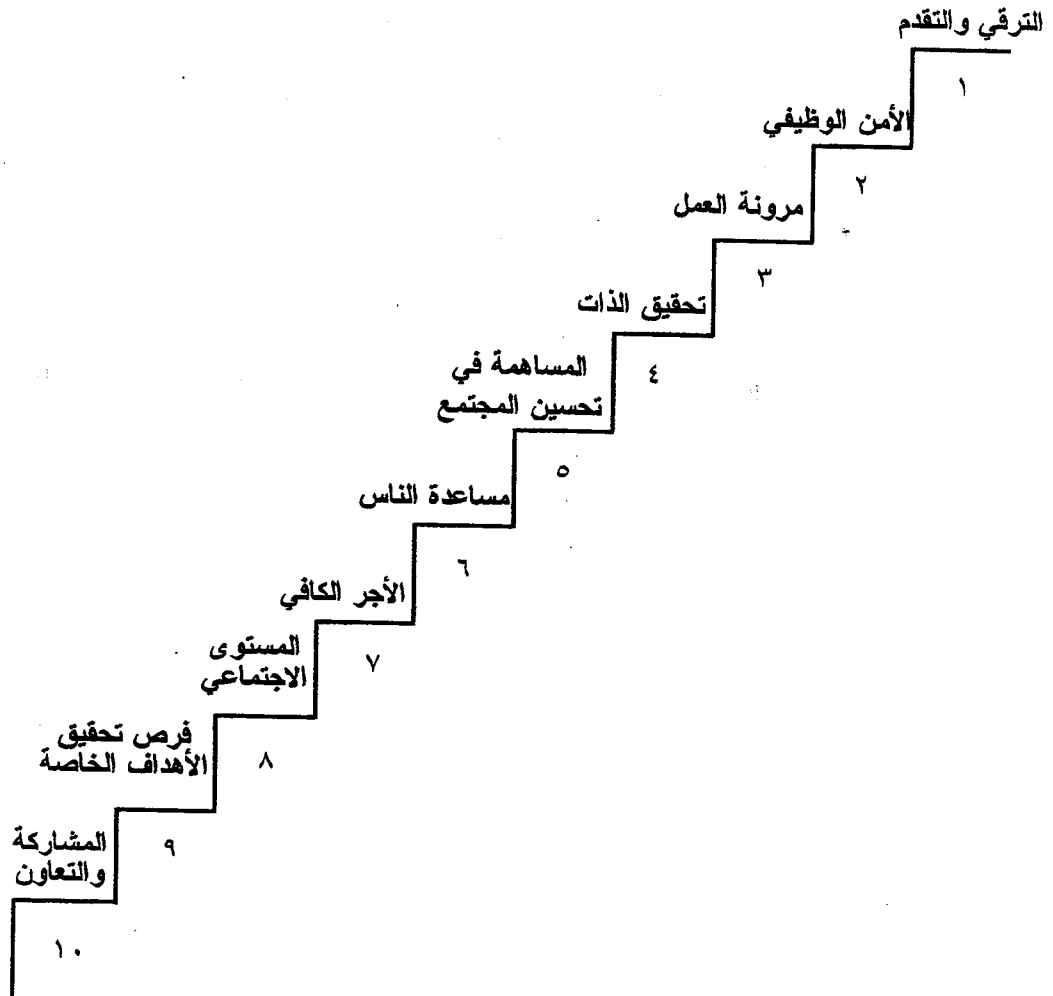 الترقي والتقدم
١
الأمن الوظيفي
٢
مرونة العمل
٣
تحقيق الذات
٤
المساهمة في
تحسين المجتمع
٥
مساعدة الناس
٦
الأجر الكافي
٧
المستوى
الاجتماعي
٨
فرص تحقيق
الأهداف الخاصة
٩
المشاركة
والتعاون
١٠